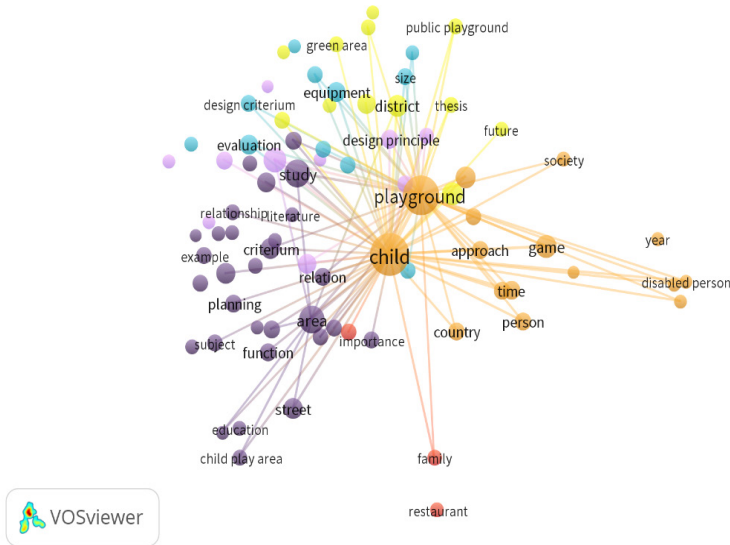 green area
public playground
size
equipment
design criterium
district
thesis
design principle
future
evaluation
society
study
playground
relationship
literature
year
criterium
approach
game
example
child
relation
disabled person
time
planning
area
person
country
subject
importance
function
street
education
child play area
family
restaurant
VOSviewer